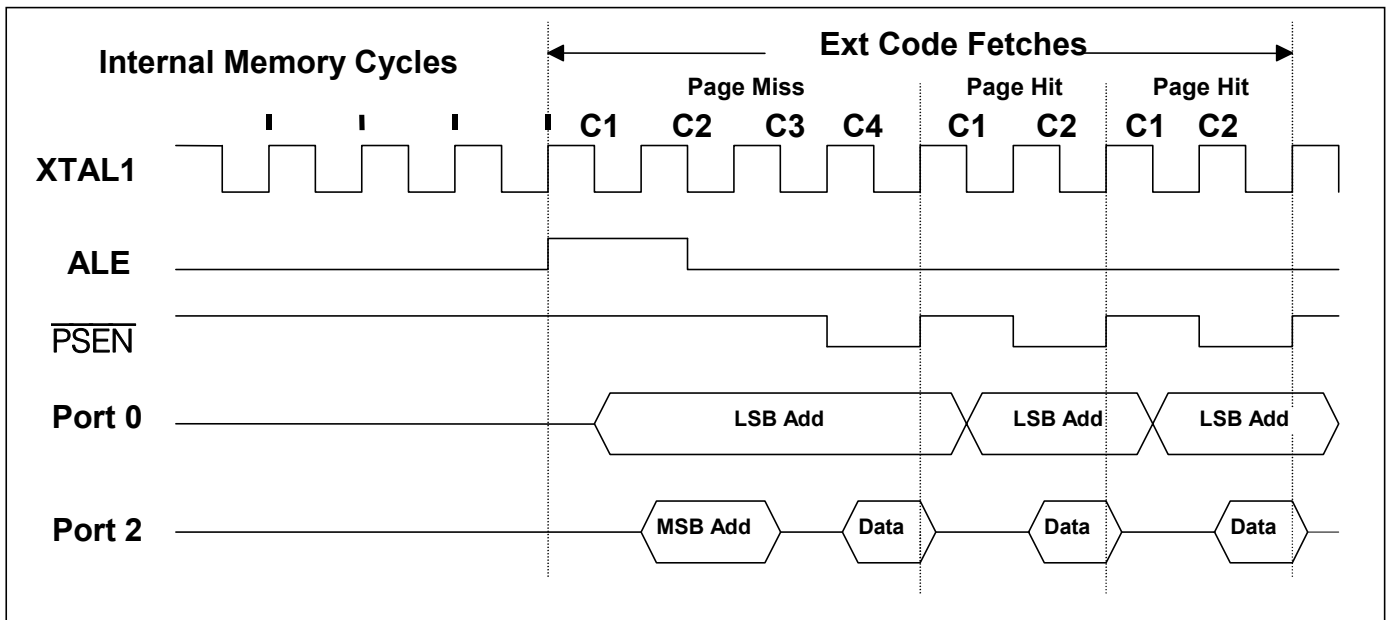 Ext Code Fetches
Internal Memory Cycles
Page Miss Page Hit Page Hit
C1 C2 C3 C4 C1 C2 C1 C2
XTAL1
ALE
PSEN
Port 0 LSB Add LSB Add LSB Add
Port 2 MSB Add Data Data Data